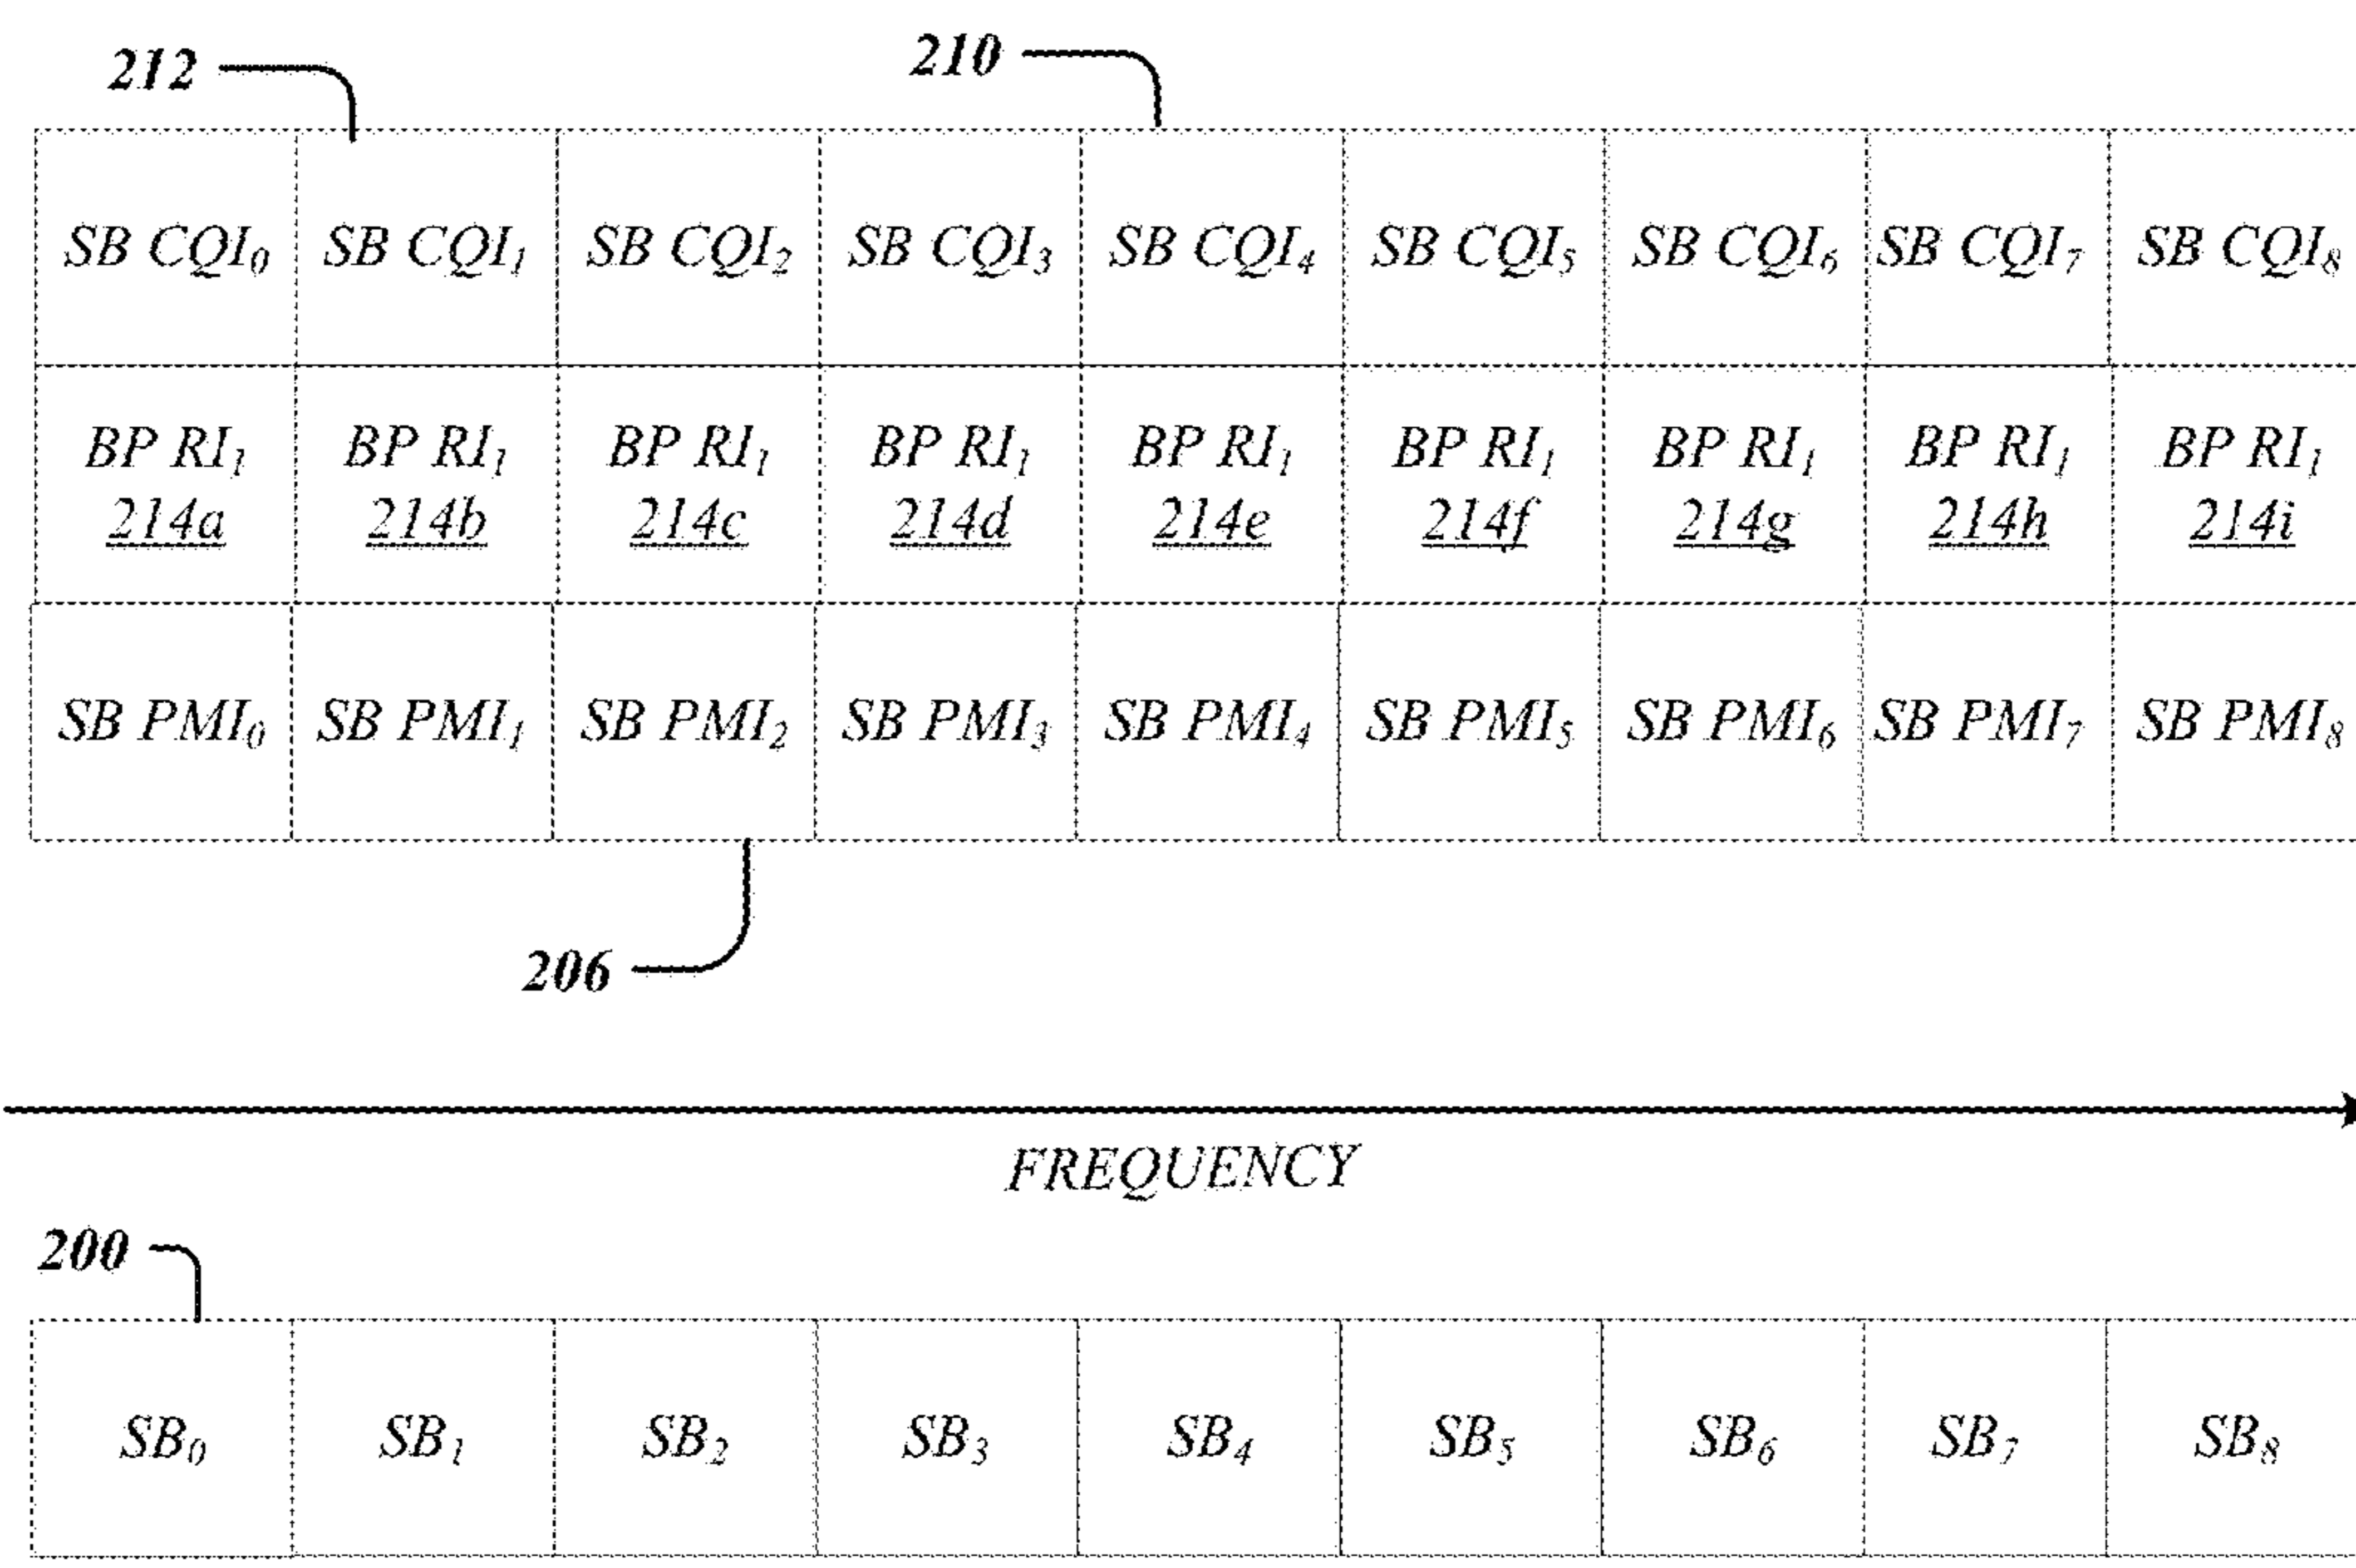 212 210
SB CQI₀ SB CQI₁ SB CQI₂ SB CQI₃ SB CQI₄ SB CQI₅ SB CQI₆ SB CQI₇ SB CQI₈
BP RI₁ BP RI₁ BP RI₁ BP RI₁ BP RI₁ BP RI₁ BP RI₁ BP RI₁ BP RI₁
214a 214b 214c 214d 214e 214f 214g 214h 214i
SB PMI₀ SB PMI₁ SB PMI₂ SB PMI₃ SB PMI₄ SB PMI₅ SB PMI₆ SB PMI₇ SB PMI₈
206
FREQUENCY
200
SB₀ SB₁ SB₂ SB₃ SB₄ SB₅ SB₆ SB₇ SB₈